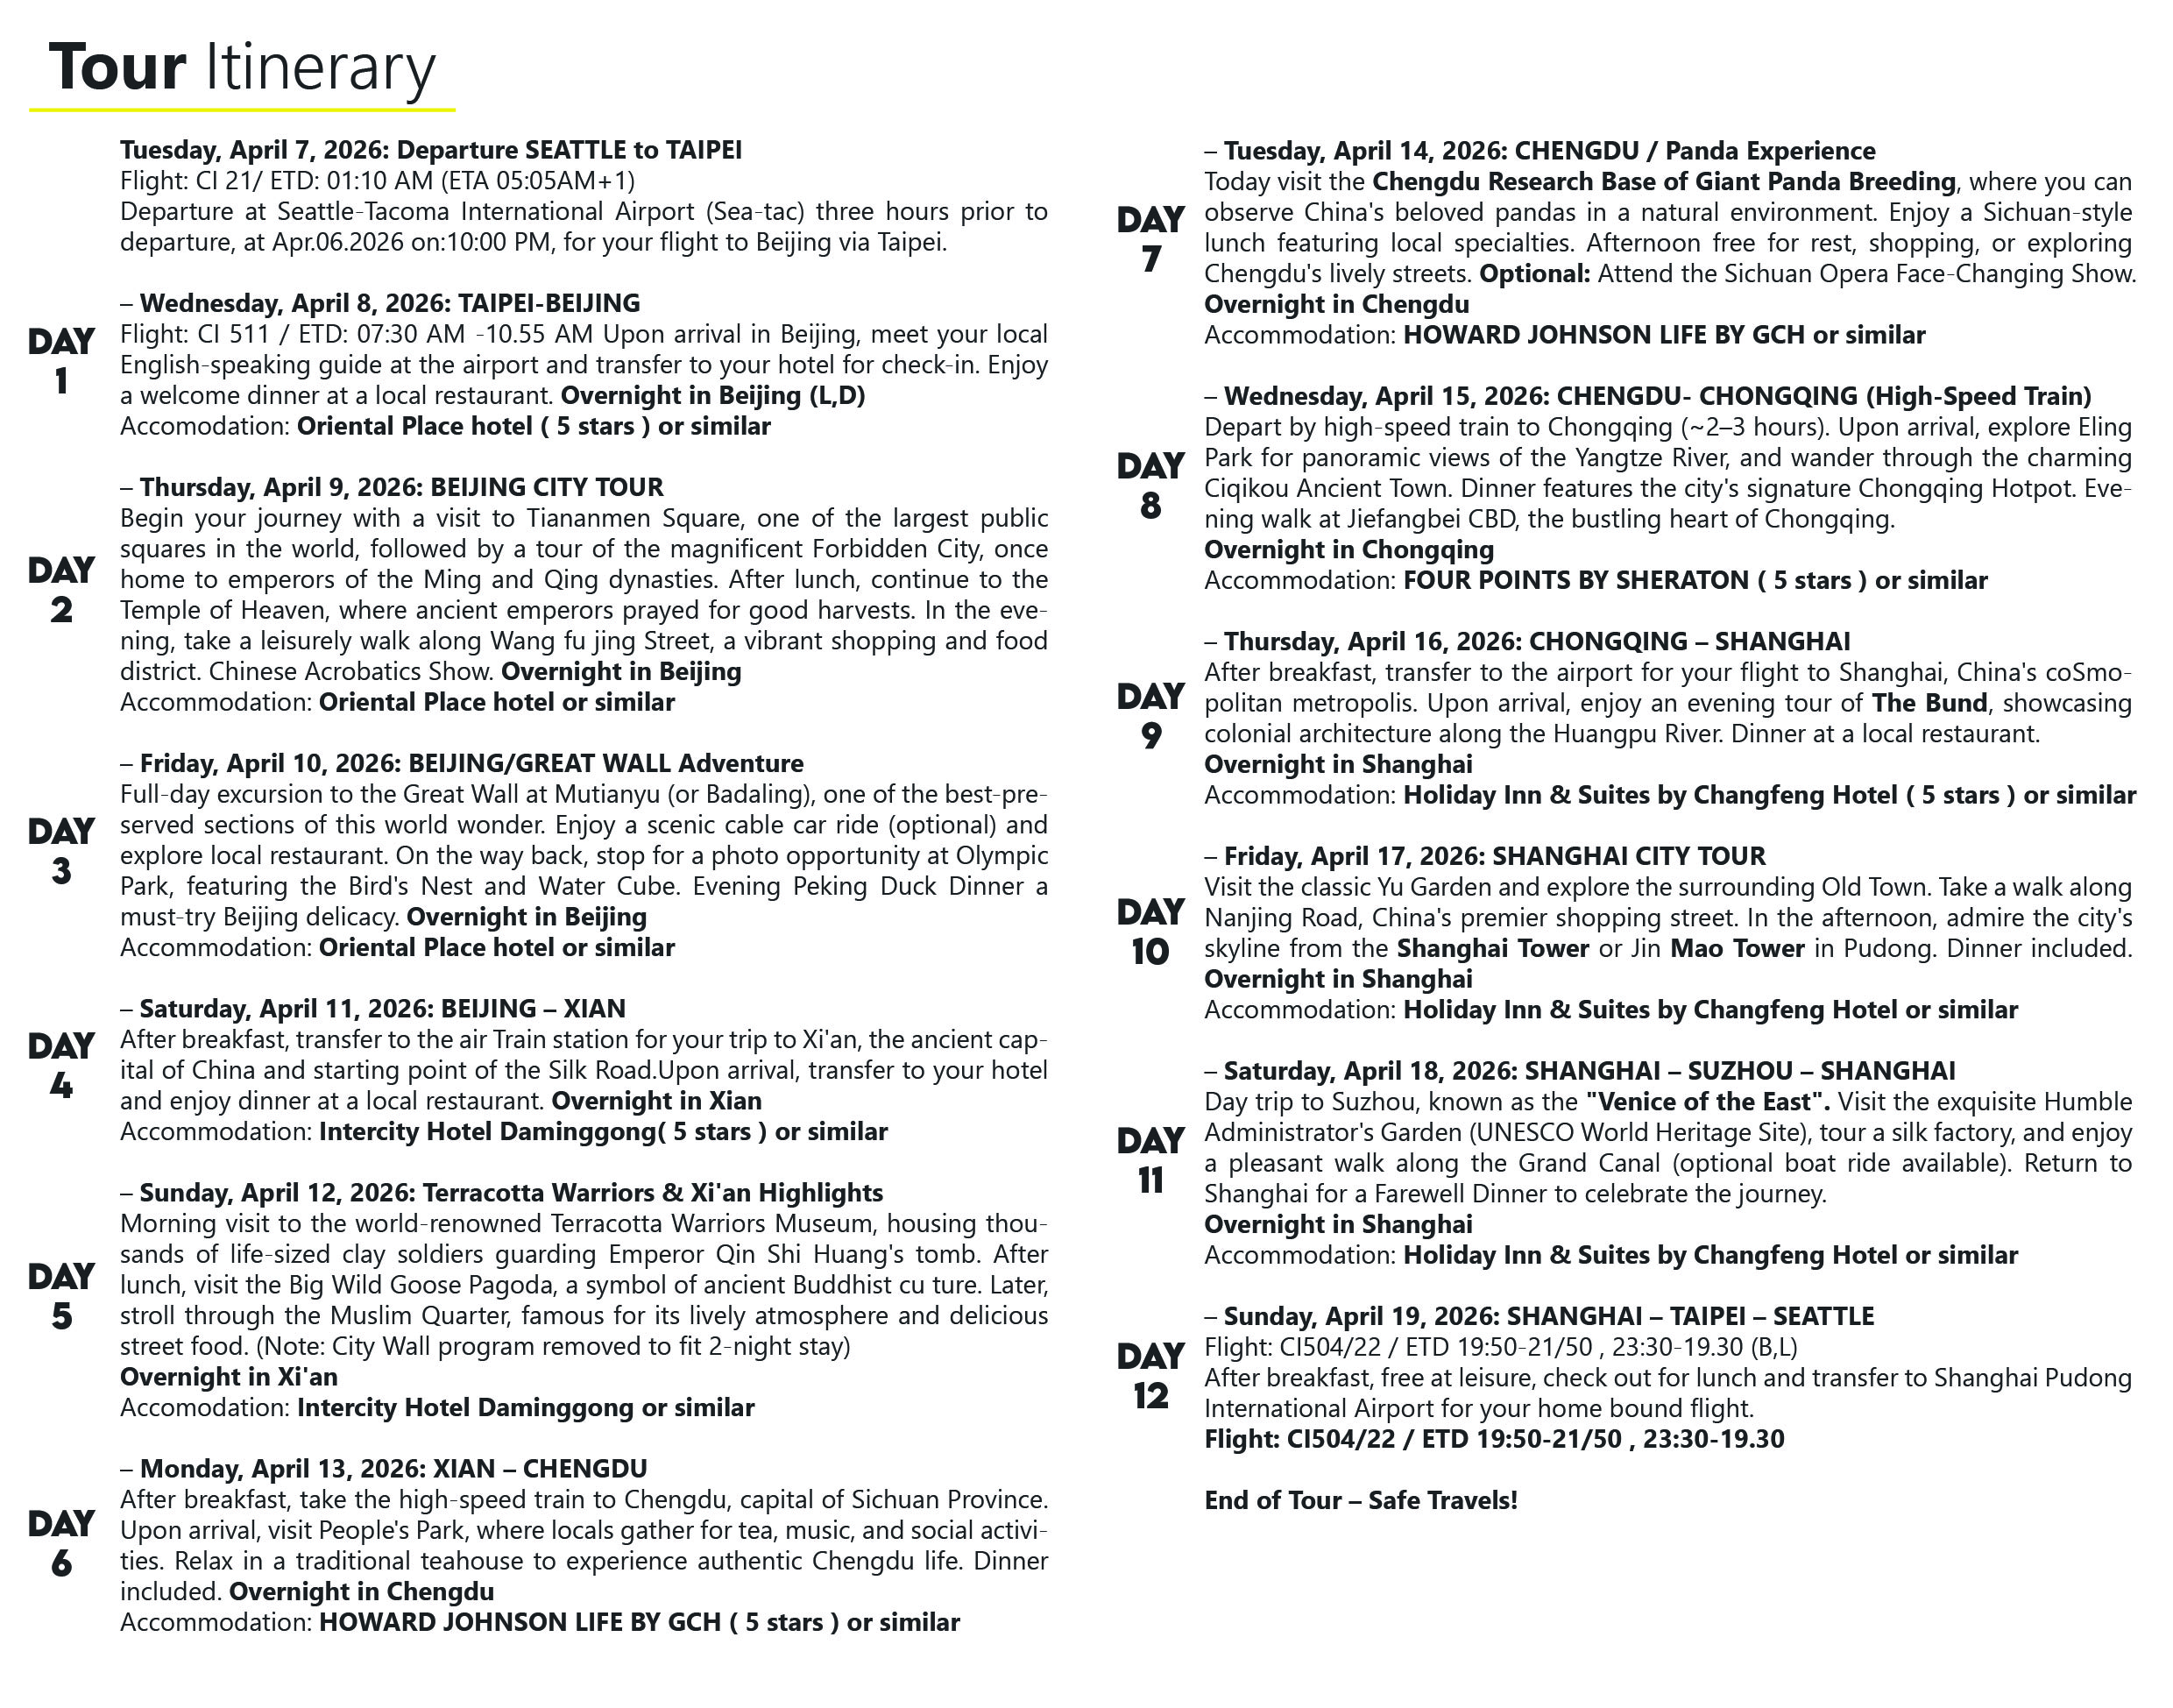 Tour Itinerary
Tuesday, April 7, 2026: Departure SEATTLE to TAIPEI
Flight: CI 21/ ETD: 01:10 AM (ETA 05:05AM+1)
Departure at Seattle-Tacoma International Airport (Sea-tac) three hours prior to
departure, at Apr.06.2026 on:10:00 PM, for your flight to Beijing via Taipei.
DAY
1
– Wednesday, April 8, 2026: TAIPEI-BEIJING
Flight: CI 511 / ETD: 07:30 AM -10.55 AM Upon arrival in Beijing, meet your local
English-speaking guide at the airport and transfer to your hotel for check-in. Enjoy
a welcome dinner at a local restaurant. Overnight in Beijing (L,D)
Accomodation: Oriental Place hotel ( 5 stars ) or similar
DAY
2
– Thursday, April 9, 2026: BEIJING CITY TOUR
Begin your journey with a visit to Tiananmen Square, one of the largest public
squares in the world, followed by a tour of the magnificent Forbidden City, once
home to emperors of the Ming and Qing dynasties. After lunch, continue to the
Temple of Heaven, where ancient emperors prayed for good harvests. In the eve-
ning, take a leisurely walk along Wang fu jing Street, a vibrant shopping and food
district. Chinese Acrobatics Show. Overnight in Beijing
Accommodation: Oriental Place hotel or similar
DAY
3
– Friday, April 10, 2026: BEIJING/GREAT WALL Adventure
Full-day excursion to the Great Wall at Mutianyu (or Badaling), one of the best-pre-
served sections of this world wonder. Enjoy a scenic cable car ride (optional) and
explore local restaurant. On the way back, stop for a photo opportunity at Olympic
Park, featuring the Bird's Nest and Water Cube. Evening Peking Duck Dinner a
must-try Beijing delicacy. Overnight in Beijing
Accommodation: Oriental Place hotel or similar
DAY
4
– Saturday, April 11, 2026: BEIJING – XIAN
After breakfast, transfer to the air Train station for your trip to Xi'an, the ancient cap-
ital of China and starting point of the Silk Road.Upon arrival, transfer to your hotel
and enjoy dinner at a local restaurant. Overnight in Xian
Accommodation: Intercity Hotel Daminggong( 5 stars ) or similar
DAY
5
– Sunday, April 12, 2026: Terracotta Warriors & Xi'an Highlights
Morning visit to the world-renowned Terracotta Warriors Museum, housing thou-
sands of life-sized clay soldiers guarding Emperor Qin Shi Huang's tomb. After
lunch, visit the Big Wild Goose Pagoda, a symbol of ancient Buddhist cu ture. Later,
stroll through the Muslim Quarter, famous for its lively atmosphere and delicious
street food. (Note: City Wall program removed to fit 2-night stay)
Overnight in Xi'an
Accomodation: Intercity Hotel Daminggong or similar
DAY
6
– Monday, April 13, 2026: XIAN – CHENGDU
After breakfast, take the high-speed train to Chengdu, capital of Sichuan Province.
Upon arrival, visit People's Park, where locals gather for tea, music, and social activi-
ties. Relax in a traditional teahouse to experience authentic Chengdu life. Dinner
included. Overnight in Chengdu
Accommodation: HOWARD JOHNSON LIFE BY GCH ( 5 stars ) or similar
DAY
7
– Tuesday, April 14, 2026: CHENGDU / Panda Experience
Today visit the Chengdu Research Base of Giant Panda Breeding, where you can
observe China's beloved pandas in a natural environment. Enjoy a Sichuan-style
lunch featuring local specialties. Afternoon free for rest, shopping, or exploring
Chengdu's lively streets. Optional: Attend the Sichuan Opera Face-Changing Show.
Overnight in Chengdu
Accommodation: HOWARD JOHNSON LIFE BY GCH or similar
DAY
8
– Wednesday, April 15, 2026: CHENGDU- CHONGQING (High-Speed Train)
Depart by high-speed train to Chongqing (~2–3 hours). Upon arrival, explore Eling
Park for panoramic views of the Yangtze River, and wander through the charming
Ciqikou Ancient Town. Dinner features the city's signature Chongqing Hotpot. Eve-
ning walk at Jiefangbei CBD, the bustling heart of Chongqing.
Overnight in Chongqing
Accommodation: FOUR POINTS BY SHERATON ( 5 stars ) or similar
DAY
9
– Thursday, April 16, 2026: CHONGQING – SHANGHAI
After breakfast, transfer to the airport for your flight to Shanghai, China's coSmo-
politan metropolis. Upon arrival, enjoy an evening tour of The Bund, showcasing
colonial architecture along the Huangpu River. Dinner at a local restaurant.
Overnight in Shanghai
Accommodation: Holiday Inn & Suites by Changfeng Hotel ( 5 stars ) or similar
DAY
10
– Friday, April 17, 2026: SHANGHAI CITY TOUR
Visit the classic Yu Garden and explore the surrounding Old Town. Take a walk along
Nanjing Road, China's premier shopping street. In the afternoon, admire the city's
skyline from the Shanghai Tower or Jin Mao Tower in Pudong. Dinner included.
Overnight in Shanghai
Accommodation: Holiday Inn & Suites by Changfeng Hotel or similar
DAY
11
– Saturday, April 18, 2026: SHANGHAI – SUZHOU – SHANGHAI
Day trip to Suzhou, known as the "Venice of the East". Visit the exquisite Humble
Administrator's Garden (UNESCO World Heritage Site), tour a silk factory, and enjoy
a pleasant walk along the Grand Canal (optional boat ride available). Return to
Shanghai for a Farewell Dinner to celebrate the journey.
Overnight in Shanghai
Accommodation: Holiday Inn & Suites by Changfeng Hotel or similar
DAY
12
– Sunday, April 19, 2026: SHANGHAI – TAIPEI – SEATTLE
Flight: CI504/22 / ETD 19:50-21/50 , 23:30-19.30 (B,L)
After breakfast, free at leisure, check out for lunch and transfer to Shanghai Pudong
International Airport for your home bound flight.
Flight: CI504/22 / ETD 19:50-21/50 , 23:30-19.30
End of Tour – Safe Travels!